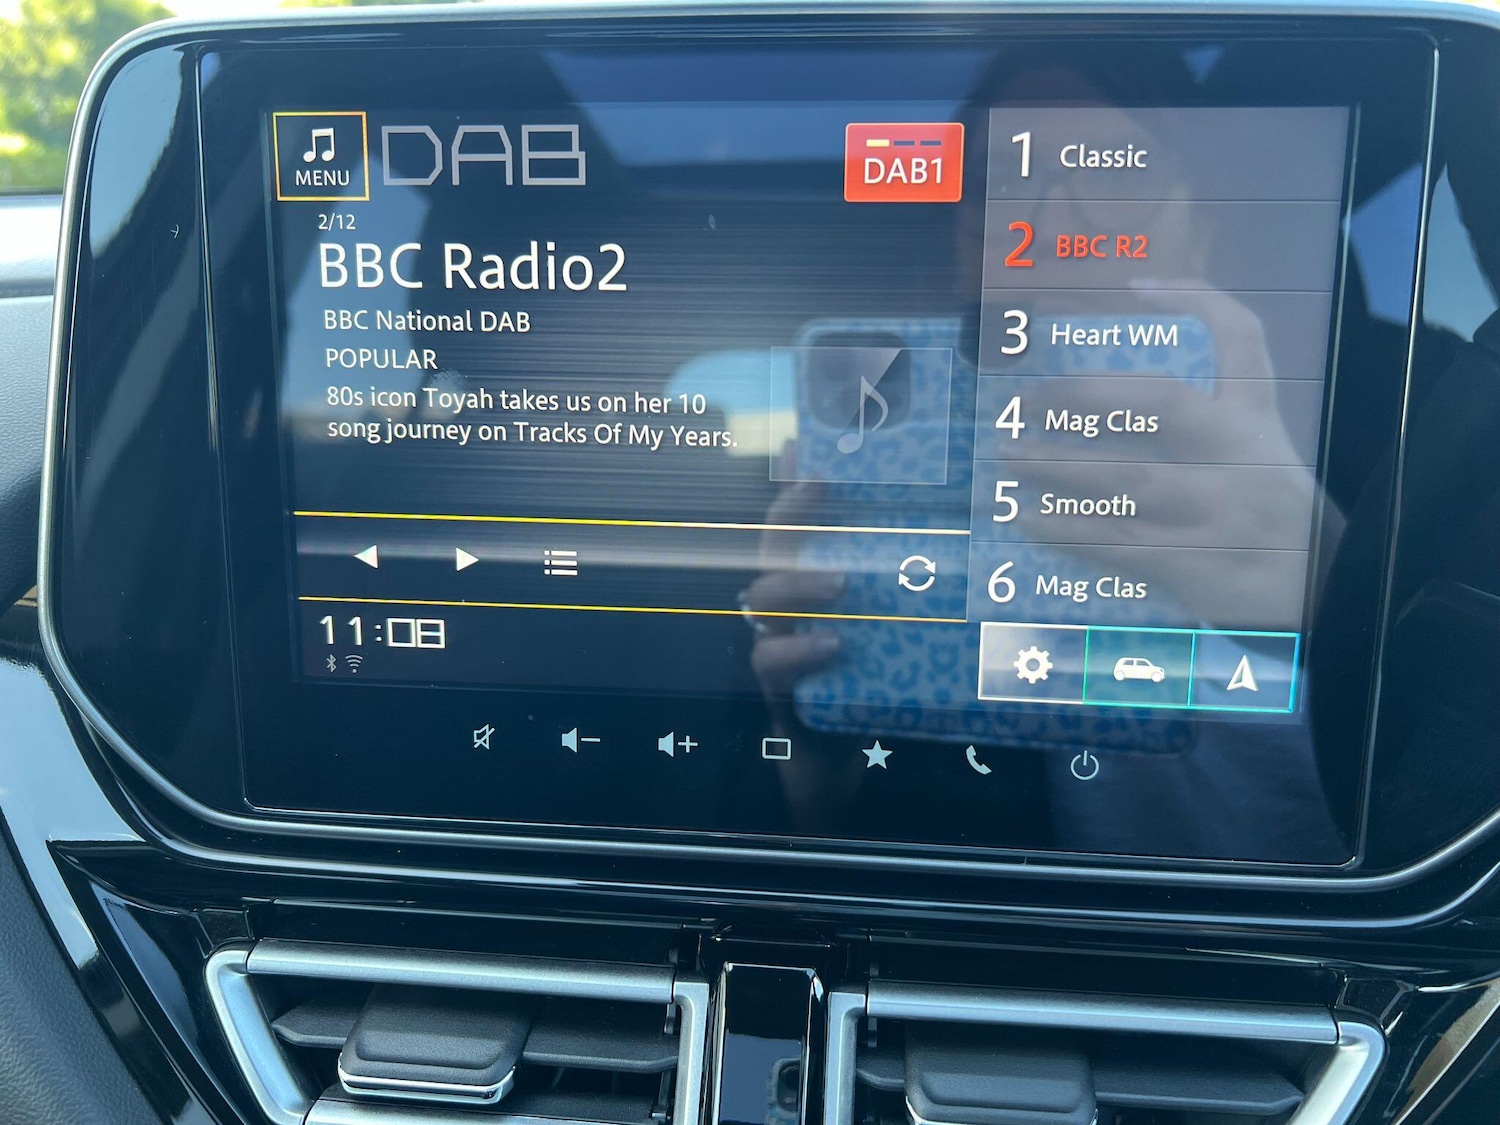 MENU
DAB
DAB1
2/12
BBC Radio2
BBC National DAB
POPULAR
80s icon Toyah takes us on her 10
song journey on Tracks Of My Years.
11:08
1 Classic
2 BBC R2
3 Heart WM
4 Mag Clas
5 Smooth
6 Mag Clas